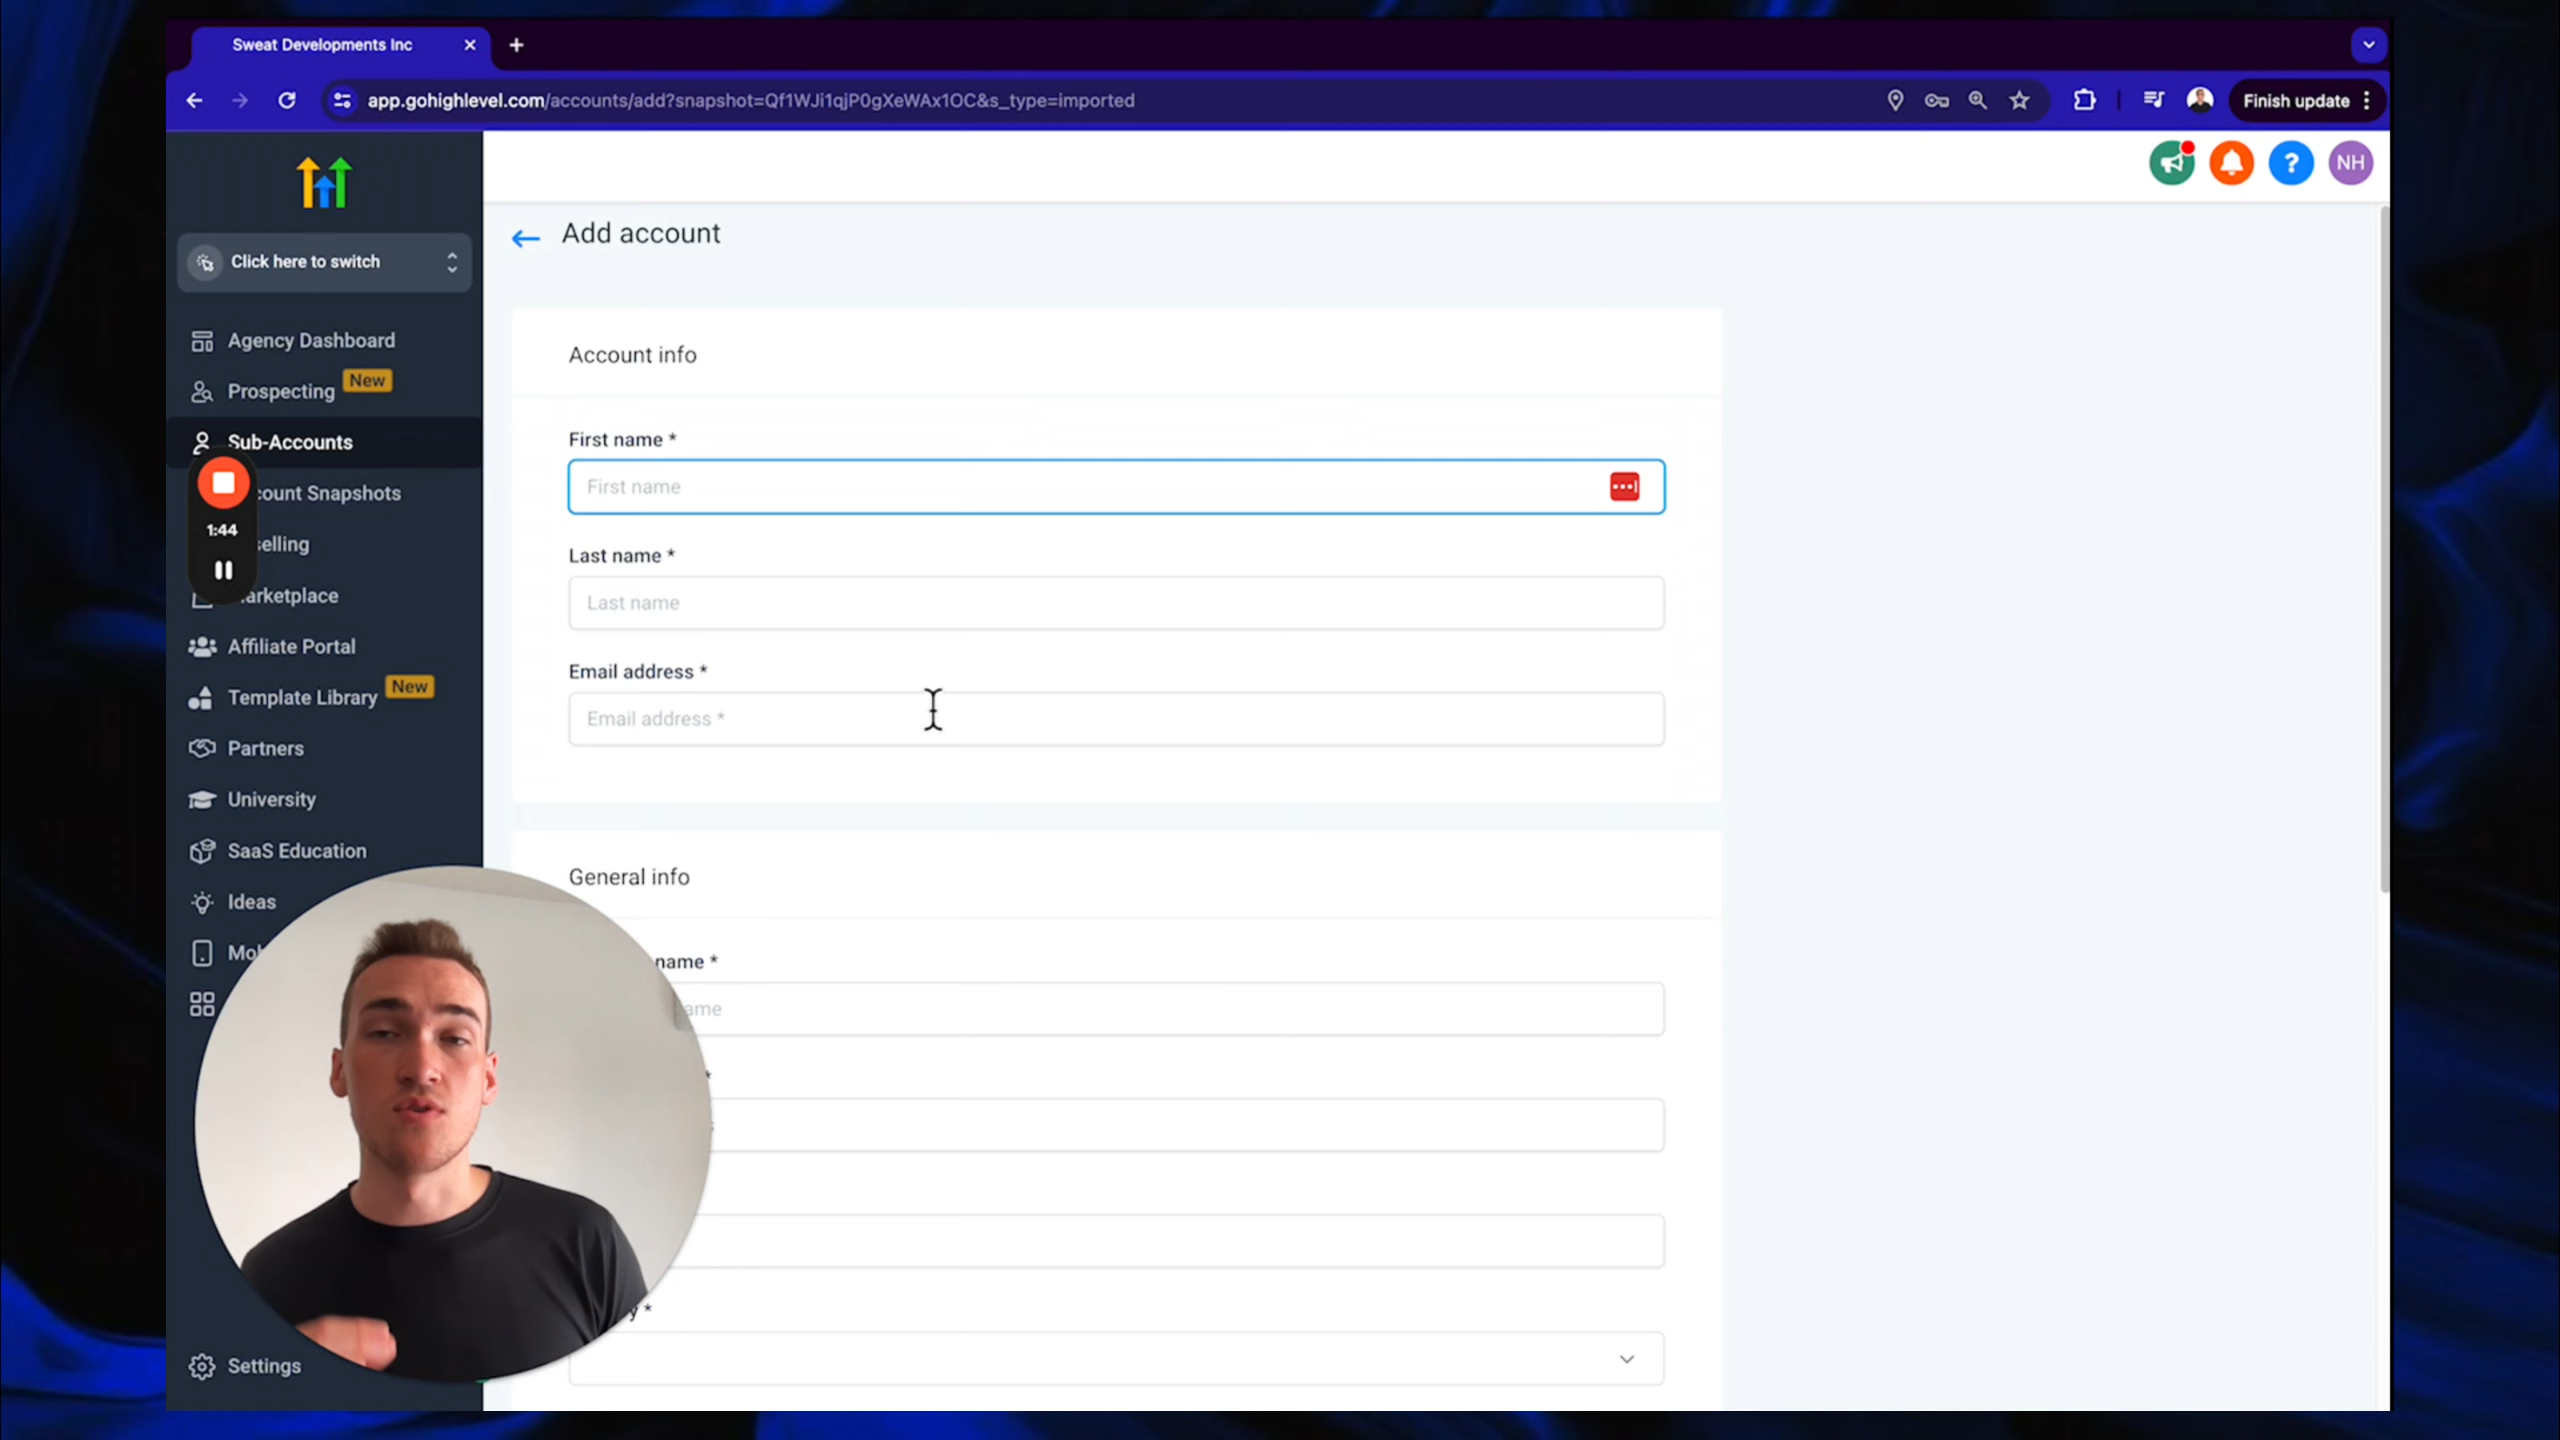 Sweat Developments Inc
app.gohighlevel.com/accounts/add?snapshot=Qf1WJi1qjP0gXeWAx1OC&s_type=imported
Finish update
NH
Click here to switch
Agency Dashboard
Prospecting New
Sub-Accounts
count Snapshots
1:44
elling
arketplace
Affiliate Portal
Template Library New
Partners
University
SaaS Education
Ideas
Mob
Settings
Add account
Account info
First name *
First name
Last name *
Last name
Email address *
Email address *
General info
name *
ame
*
y *